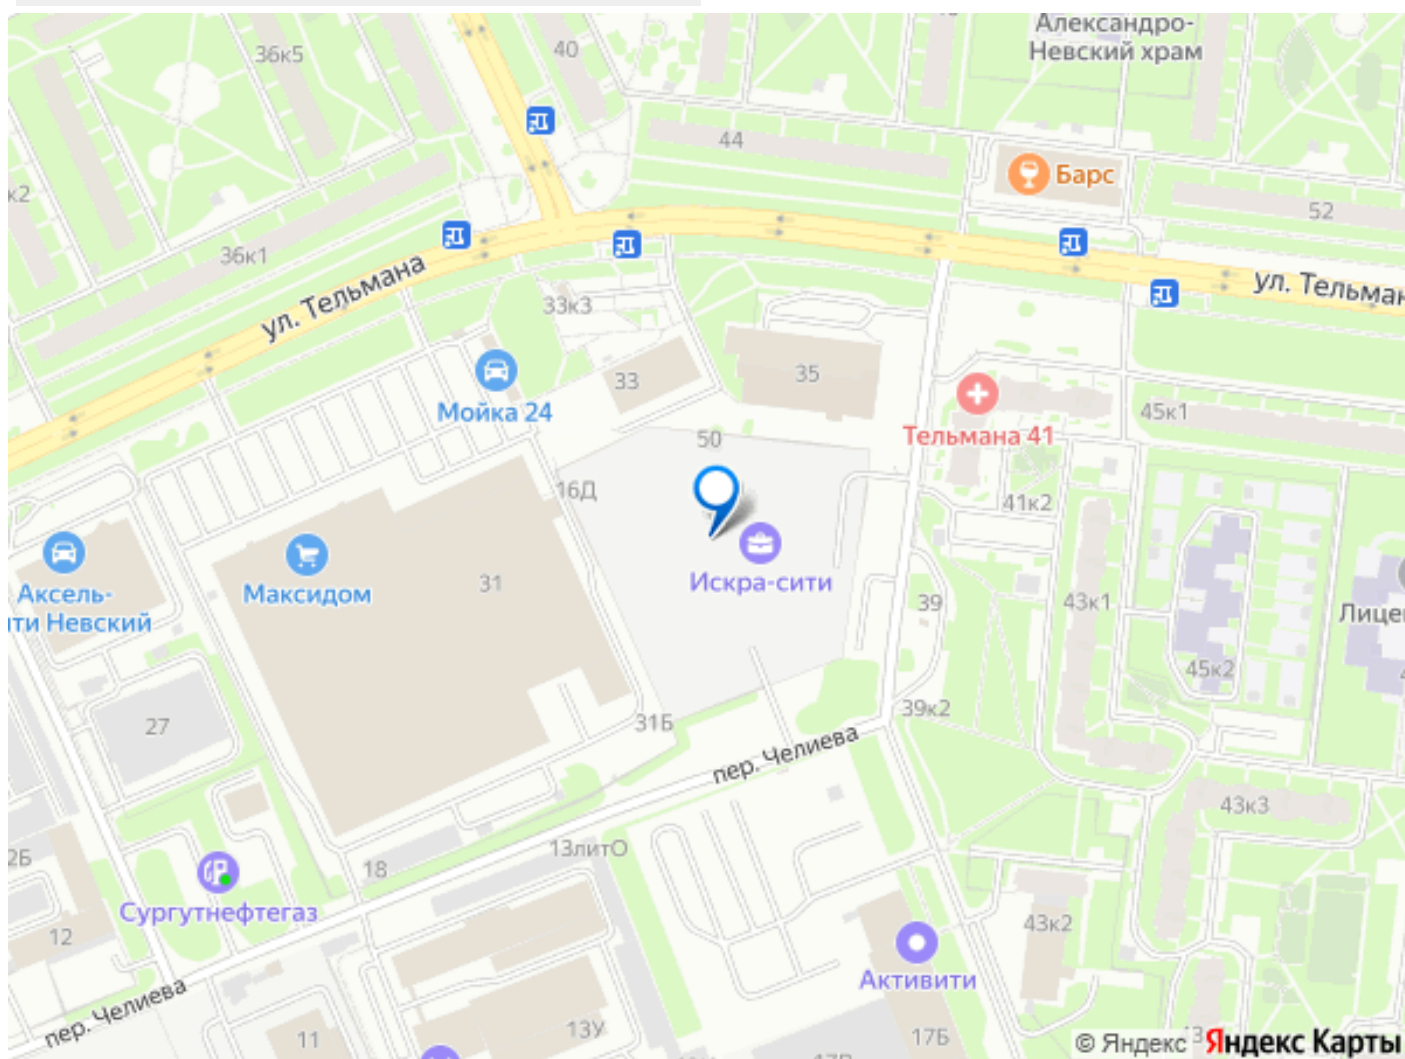 Александро-
Невский храм
36к5
40
44
Барс
к2
52
36к1
ул. Тельмана
ул. Тельман
33к3
Мойка 24
33
35
45к1
Тельмана 41
50
16Д
41к2
Аксель-
ити Невский
Максидом
31
Искра-сити
39
43к1
Лице
45к2
27
31Б
39к2
пер. Челиева
43к3
2Б
18
13литО
Сургутнефтегаз
12
43к2
Активити
пер. Челиева
11
13У
17Б
© Яндекс
Яндекс Карты